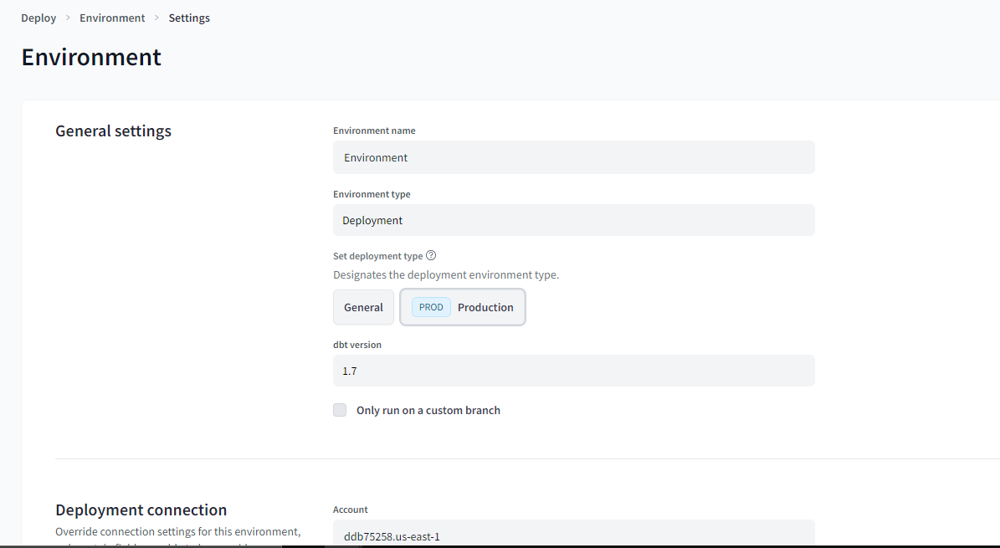 Deploy > Environment > Settings
Environment
General settings
Environment name
Environment
Environment type
Deployment
Set deployment type
Designates the deployment environment type.
General
PROD Production
dbt version
1.7
Only run on a custom branch
Deployment connection
Override connection settings for this environment,
Account
ddb75258.us-east-1